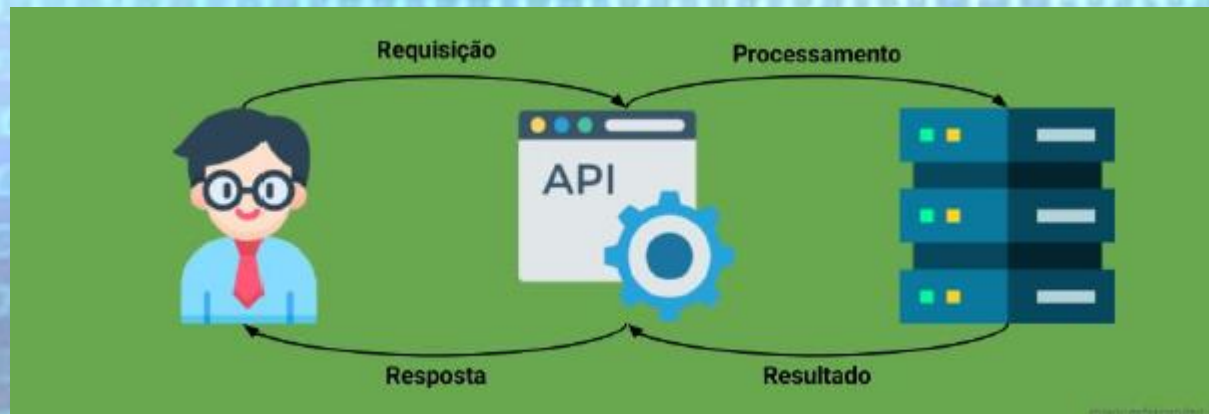 Requisição
Processamento
API
Resposta
Resultado